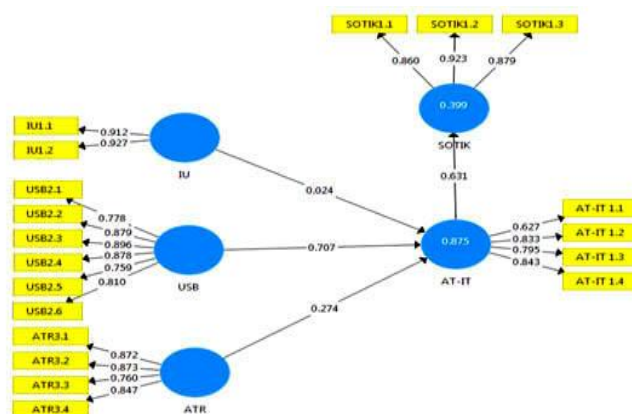 SOTIK1.1 SOTIK1.2 SOTIK1.3
0.860 0.923 0.879
0.399
SOTIK
IU1.1
IU1.2
0.912
0.927
IU
0.024
0.631
USB2.1
USB2.2
USB2.3
USB2.4
USB2.5
USB2.6
0.778
0.879
0.896
0.878
0.759
0.810
USB
0.707
0.875
AT-IT
0.627
0.833
0.795
0.843
AT-IT 1.1
AT-IT 1.2
AT-IT 1.3
AT-IT 1.4
0.274
ATR3.1
ATR3.2
ATR3.3
ATR3.4
0.872
0.873
0.760
0.847
ATR